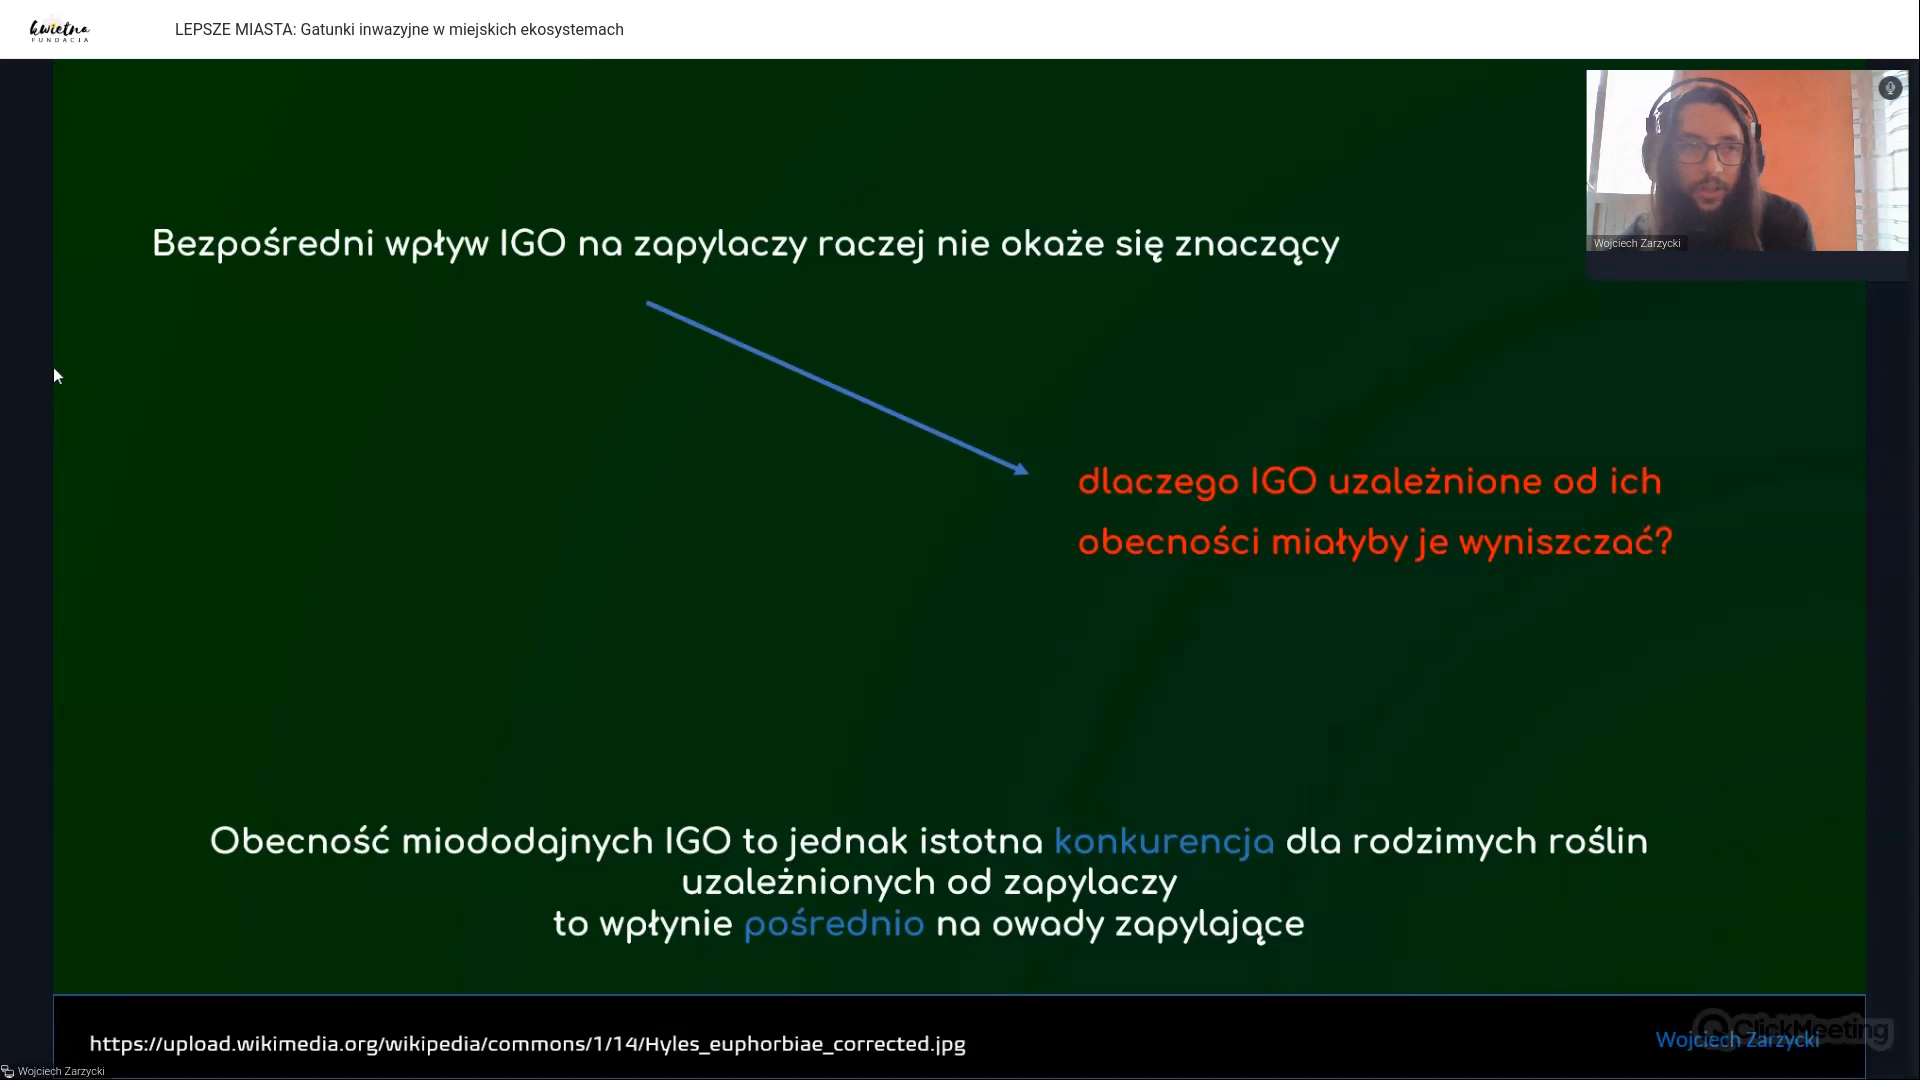 kwietna
FUNDACJA
LEPSZE MIASTA: Gatunki inwazyjne w miejskich ekosystemach
Wojciech Zarzycki
Bezpośredni wpływ IGO na zapylaczy raczej nie okaże się znaczący
dlaczego IGO uzależnione od ich
obecności miałyby je wyniszczać?
Obecność miododajnych IGO to jednak istotna konkurencja dla rodzimych roślin
uzależnionych od zapylaczy
to wpłynie pośrednio na owady zapylające
https://upload.wikimedia.org/wikipedia/commons/1/14/Hyles_euphorbiae_corrected.jpg
ClickMeeting
Wojciech Zarzycki
Wojciech Zarzycki